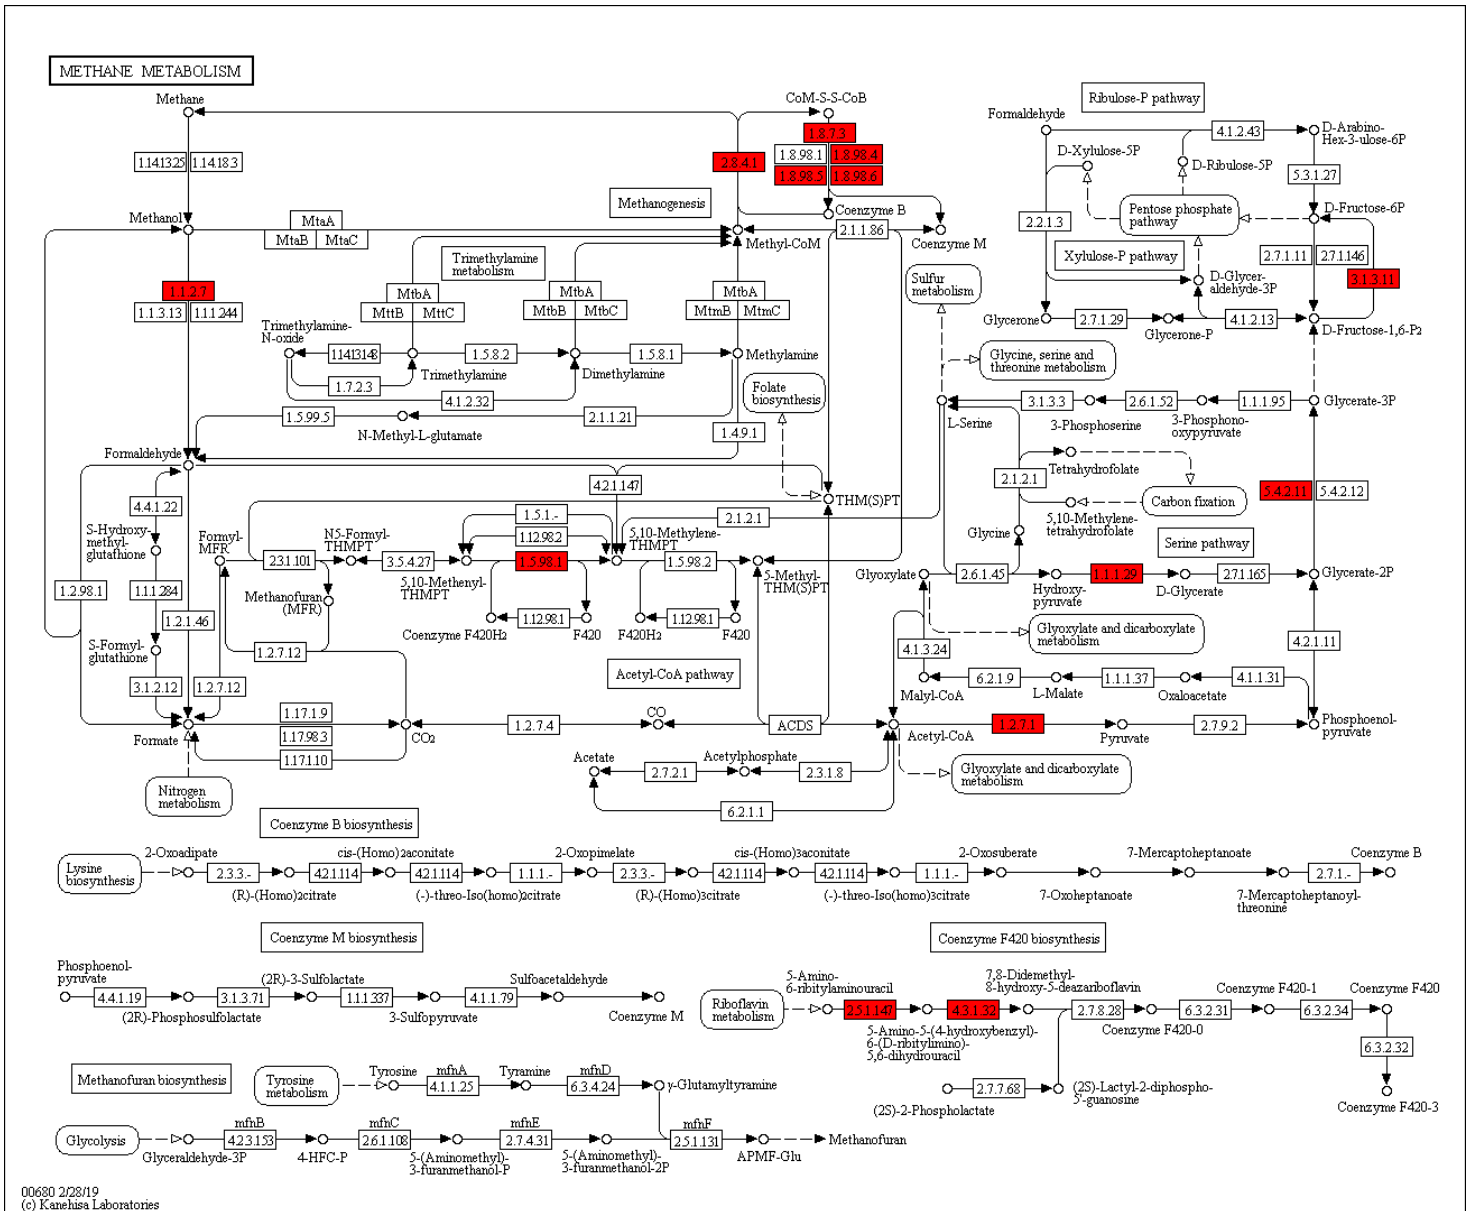 METHANE METABOLISM
Methane
CoM-S-S-CoB
Ribulose-P pathway
Formaldehyde
4.1.2.43
D-Arabino-
Hex-3-ulose-6P
1.14.13.25
1.14.18.3
2.8.4.1
1.8.7.3
1.8.98.1
1.8.98.4
1.8.98.5
1.8.98.6
D-Xylulose-5P
D-Ribulose-5P
5.3.1.27
Methanogenesis
Coenzyme B
Methanol
MtaA
MtaB
MtaC
Methyl-CoM
2.1.1.86
Coenzyme M
2.2.1.3
Pentose phosphate
pathway
D-Fructose-6P
Trimethylamine
metabolism
Xylulose-P pathway
2.7.1.11
2.7.1.146
3.1.3.11
Sulfur
metabolism
D-Glycer-
aldehyde-3P
1.1.2.7
1.1.3.13
1.1.1.244
MtbA
MttB
MttC
MtbA
MtbB
MtbC
MtbA
MtmB
MtmC
Glycerone
2.7.1.29
Glycerone-P
4.1.2.13
D-Fructose-1,6-P2
Trimethylamine-
N-oxide
1.14.13.148
Trimethylamine
1.5.8.2
Dimethylamine
1.5.8.1
Methylamine
1.7.2.3
4.1.2.32
Glycine, serine and
threonine metabolism
Folate
biosynthesis
1.5.99.5
N-Methyl-L-glutamate
2.1.1.21
1.4.9.1
L-Serine
3.1.3.3
3-Phosphoserine
2.6.1.52
3-Phosphono-
oxypyruvate
1.1.1.95
Glycerate-3P
Formaldehyde
4.2.1.147
THM(S)PT
2.1.2.1
2.1.2.1
Tetrahydrofolate
Carbon fixation
5,10-Methylene-
tetrahydrofolate
5.4.2.11
5.4.2.12
4.4.1.22
S-Hydroxy-
methyl-
glutathione
Formyl-
MFR
2.3.1.101
N5-Formyl-
THMPT
3.5.4.27
5,10-Methenyl-
THMPT
1.5.1.-
1.12.98.2
1.5.98.1
5,10-Methylene-
THMPT
1.5.98.2
5-Methyl-
THM(S)PT
Glycine
Serine pathway
Glyoxylate
2.6.1.45
Hydroxy-
pyruvate
1.1.1.29
D-Glycerate
2.7.1.165
Glycerate-2P
1.2.98.1
1.1.1.284
1.2.1.46
Methanofuran
(MFR)
1.12.98.1
Coenzyme F420H2
F420
1.12.98.1
F420H2
F420
S-Formyl-
glutathione
1.2.7.12
Glyoxylate and dicarboxylate
metabolism
4.2.1.11
Acetyl-CoA pathway
4.1.3.24
Malyl-CoA
6.2.1.9
L-Malate
1.1.1.37
Oxaloacetate
4.1.1.31
3.1.2.12
1.2.7.12
Formate
1.17.1.9
1.17.98.3
1.17.1.10
CO2
1.2.7.4
CO
ACDS
Acetyl-CoA
1.2.7.1
Pyruvate
2.7.9.2
Phosphoenol-
pyruvate
Nitrogen
metabolism
Acetate
2.7.2.1
Acetylphosphate
2.3.1.8
6.2.1.1
Glyoxylate and dicarboxylate
metabolism
Coenzyme B biosynthesis
Lysine
biosynthesis
2-Oxoadipate
2.3.3.-
(R)-(Homo)2citrate
4.2.1.114
cis-(Homo)2aconitate
4.2.1.114
(-)-threo-Iso(homo)2citrate
1.1.1.-
2-Oxopimelate
2.3.3.-
(R)-(Homo)3citrate
4.2.1.114
cis-(Homo)3aconitate
4.2.1.114
(-)-threo-Iso(homo)3citrate
1.1.1.-
2-Oxosuberate
7-Oxoheptanoate
7-Mercaptoheptanoate
7-Mercaptoheptanoyl-
threonine
2.7.1.-
Coenzyme B
Coenzyme M biosynthesis
Phosphoenol-
pyruvate
4.4.1.19
(2R)-Phosphosulfolactate
3.1.3.71
(2R)-3-Sulfolactate
1.1.1.337
3-Sulfopyruvate
4.1.1.79
Sulfoacetaldehyde
Coenzyme M
Coenzyme F420 biosynthesis
Riboflavin
metabolism
5-Amino-
6-ribitylaminouracil
2.5.1.147
5-Amino-5-(4-hydroxybenzyl)-
6-(D-ribitylimino)-
5,6-dihydrouracil
4.3.1.32
7,8-Didemethyl-
8-hydroxy-5-deazariboflavin
2.7.8.28
Coenzyme F420-0
6.3.2.31
Coenzyme F420-1
6.3.2.34
Coenzyme F420
6.3.2.32
Coenzyme F420-3
(2S)-2-Phospholactate
2.7.7.68
(2S)-Lactyl-2-diphospho-
5'-guanosine
Methanofuran biosynthesis
Tyrosine
metabolism
Tyrosine
mfnA
4.1.1.25
Tyramine
mfnD
6.3.4.24
γ-Glutamyltyramine
Glycolysis
Glyceraldehyde-3P
mfnB
4.2.3.153
4-HFC-P
mfnC
2.6.1.108
5-(Aminomethyl)-
3-furanmethanol-P
mfnE
2.7.4.31
5-(Aminomethyl)-
3-furanmethanol-2P
mfnF
2.5.1.131
APMF-Glu
Methanofuran
00680 2/28/19
(c) Kanehisa Laboratories